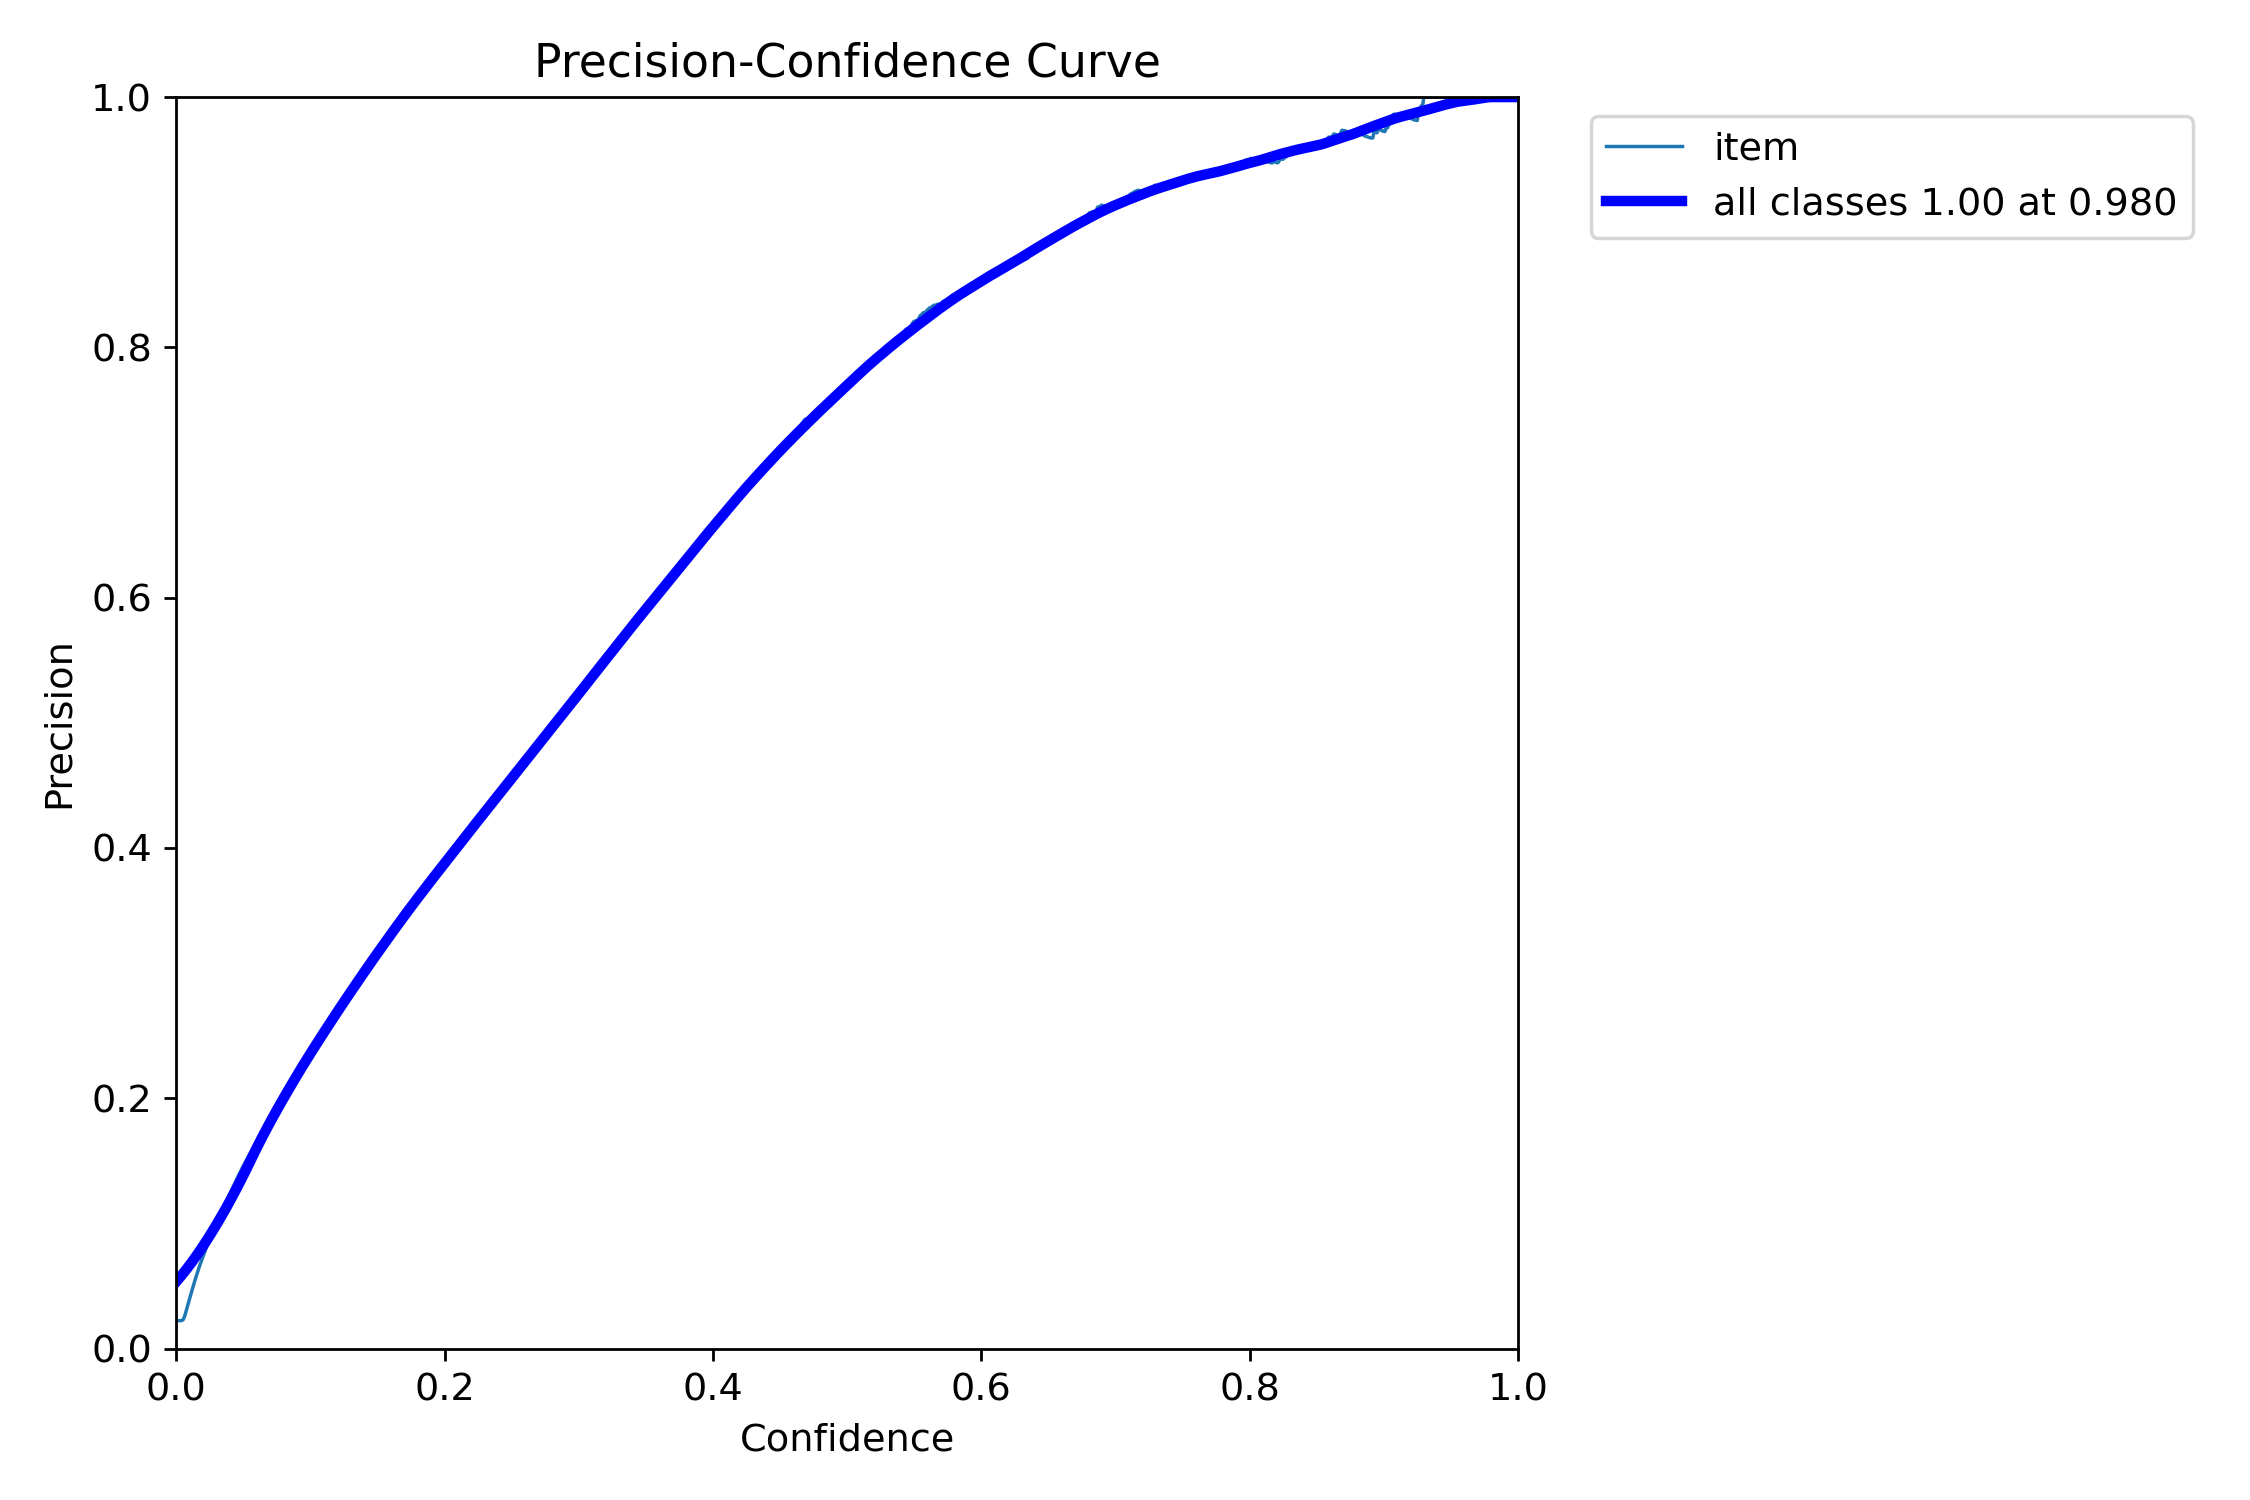 Precision-Confidence Curve
item
all classes 1.00 at 0.980
Precision
1.0
0.8
0.6
0.4
0.2
0.0
0.0 0.2 0.4 0.6 0.8 1.0
Confidence